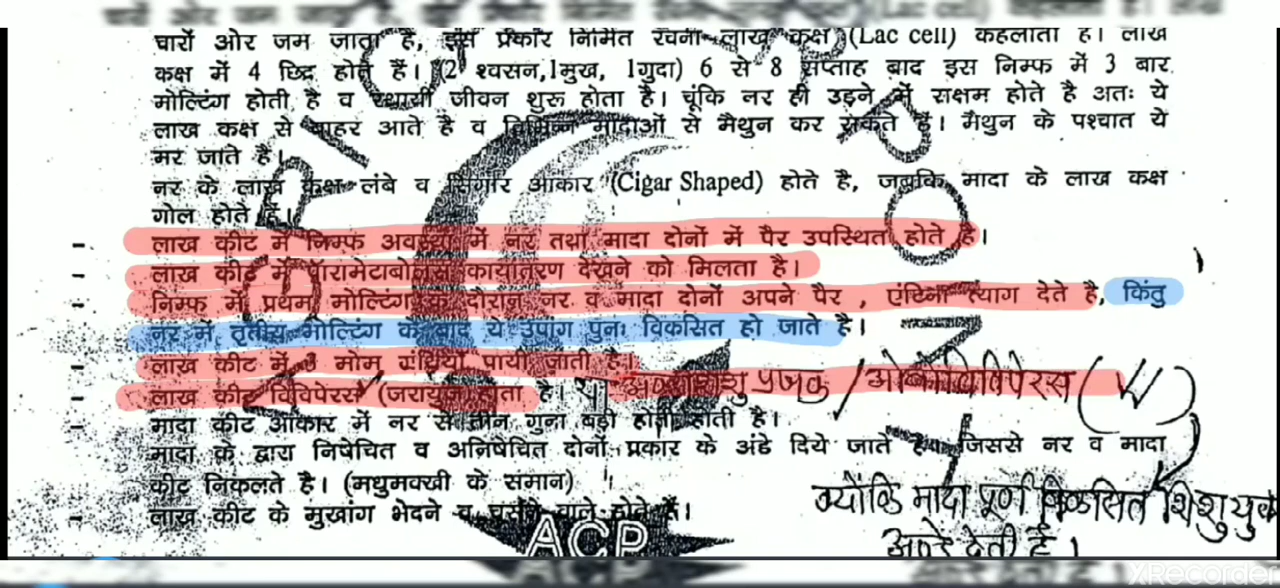 चारों ओर जम जाता है, इस प्रकार निर्मित रचना लाख कक्ष (Lac cell) कहलाता है। लाख
कक्ष में 4 छिद्र होते हैं। (2 श्वसन,1मुख, 1गुदा) 6 से 8 सप्ताह बाद इस निम्फ में 3 बार
मोल्टिंग होती है व स्थायी जीवन शुरू होता है। चूंकि नर ही उड़ने में सक्षम होते है अतः ये
लाख कक्ष से बाहर आते है व विभिन्न मादाओं से मैथुन कर सकते हैं। मैथुन के पश्चात ये
मर जाते है।
नर के लाख कक्ष लंबे व सिगार आकार (Cigar Shaped) होते है, जबकि मादा के लाख कक्ष
गोल होते हैं।
- लाख कीट में निम्फ अवस्था में नर तथा मादा दोनों में पैर उपस्थित होते है।
- लाख कीट में पॉरामेटाबोलस कायांतरण देखने को मिलता है।
- निम्फ में प्रथम मोल्टिंग के दौरान नर व मादा दोनों अपने पैर, एंटिना त्याग देते है, किंतु
नर में तृतीय मोल्टिंग के बाद ये उपांग पुनः विकसित हो जाते है।
- लाख कीट में 3 मोम ग्रंथियां पायी जाती है।
- लाख कीट विविपेरस (जरायुज) होता है। या प्रजक / ओवोविविपेरस
मादा कीट आकार में नर से तीन गुना बड़ी होती होती है।
मादा के द्वारा निषेचित व अनिषेचित दोनों प्रकार के अंडे दिये जाते है जिससे नर व मादा
कीट निकलते है। (मधुमक्खी के समान)
- लाख कीट के मुखांग भेदने व चूसने वाले होते हैं।
क्योंकि मादा पूर्ण विकसित शिशु युक्त
अण्डे देती है।
ACP
XRecorder